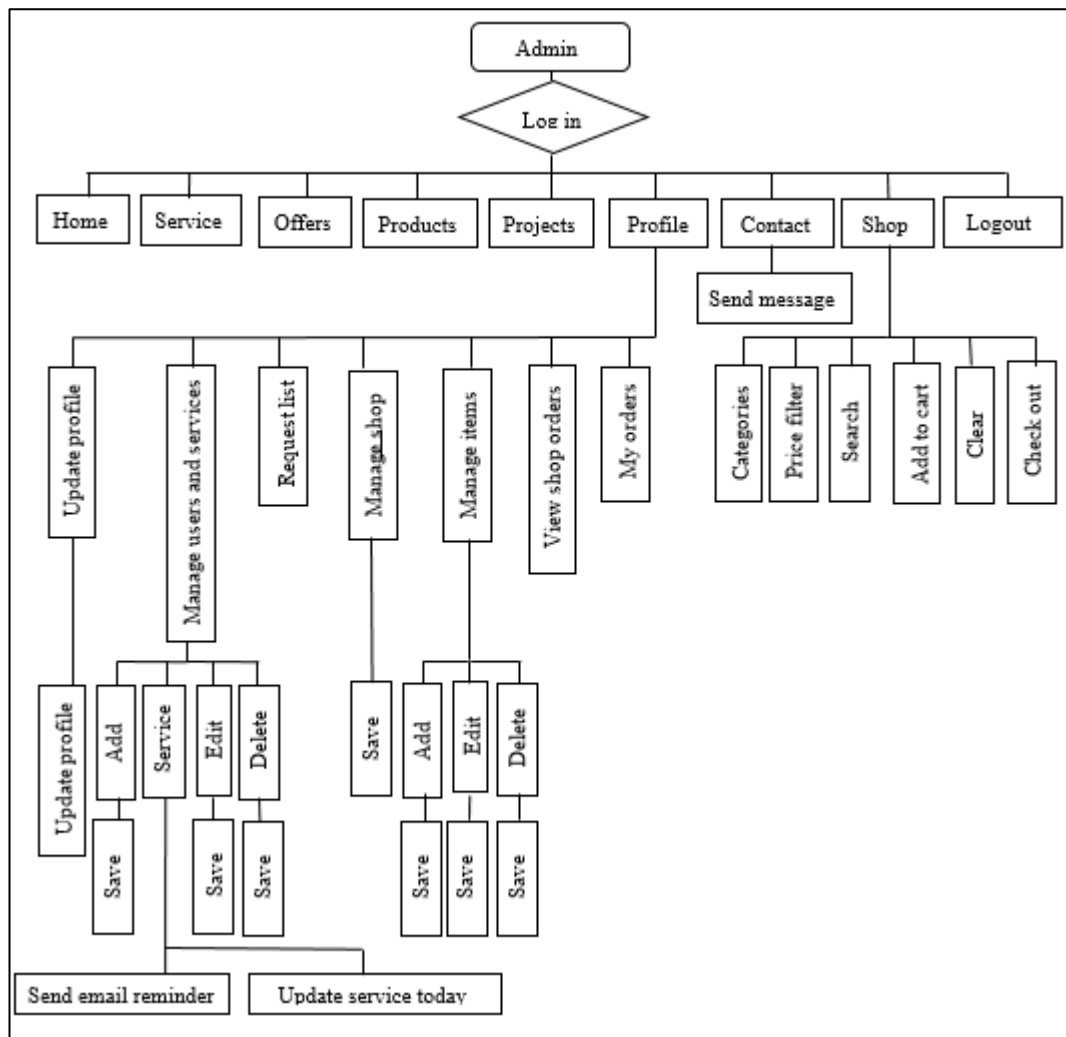 Admin
Log in
Home
Service
Offers
Products
Projects
Profile
Contact
Shop
Logout
Send message
Update profile
Manage users and services
Request list
Manage shop
Manage items
View shop orders
My orders
Categories
Price filter
Search
Add to cart
Clear
Check out
Update profile
Add
Service
Edit
Delete
Save
Add
Edit
Delete
Save
Save
Save
Save
Save
Save
Send email reminder
Update service today